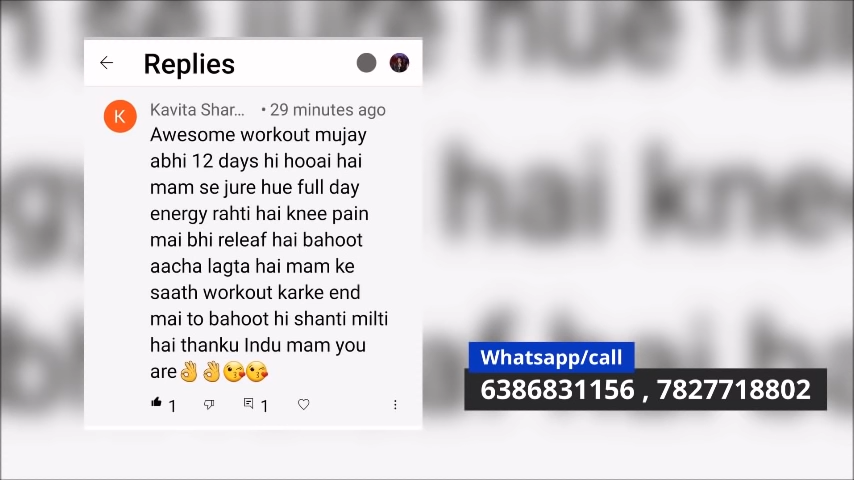 Replies
Kavita Shar... • 29 minutes ago
Awesome workout mujay
abhi 12 days hi hooai hai
mam se jure hue full day
energy rahti hai knee pain
mai bhi releaf hai bahoot
aacha lagta hai mam ke
saath workout karke end
mai to bahoot hi shanti milti
hai thanku Indu mam you
are👌👌😘😘
1 1
K
Whatsapp/call
6386831156 , 7827718802